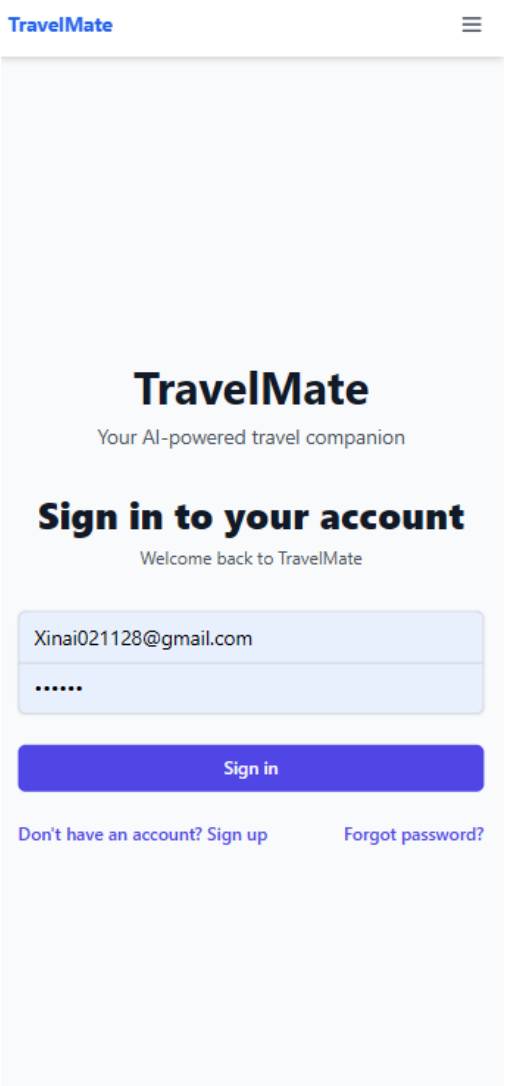 TravelMate
TravelMate
Your AI-powered travel companion
Sign in to your account
Welcome back to TravelMate
Xinai021128@gmail.com
••••••
Sign in
Don't have an account? Sign up Forgot password?